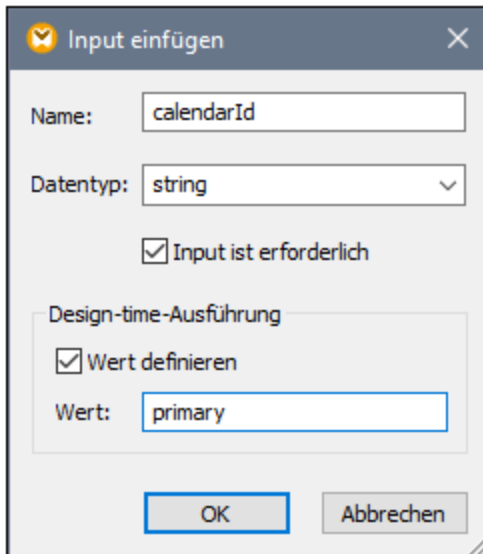 Input einfügen
Name: calendarId
Datentyp: string
Input ist erforderlich
Design-time-Ausführung
Wert definieren
Wert: primary
OK Abbrechen